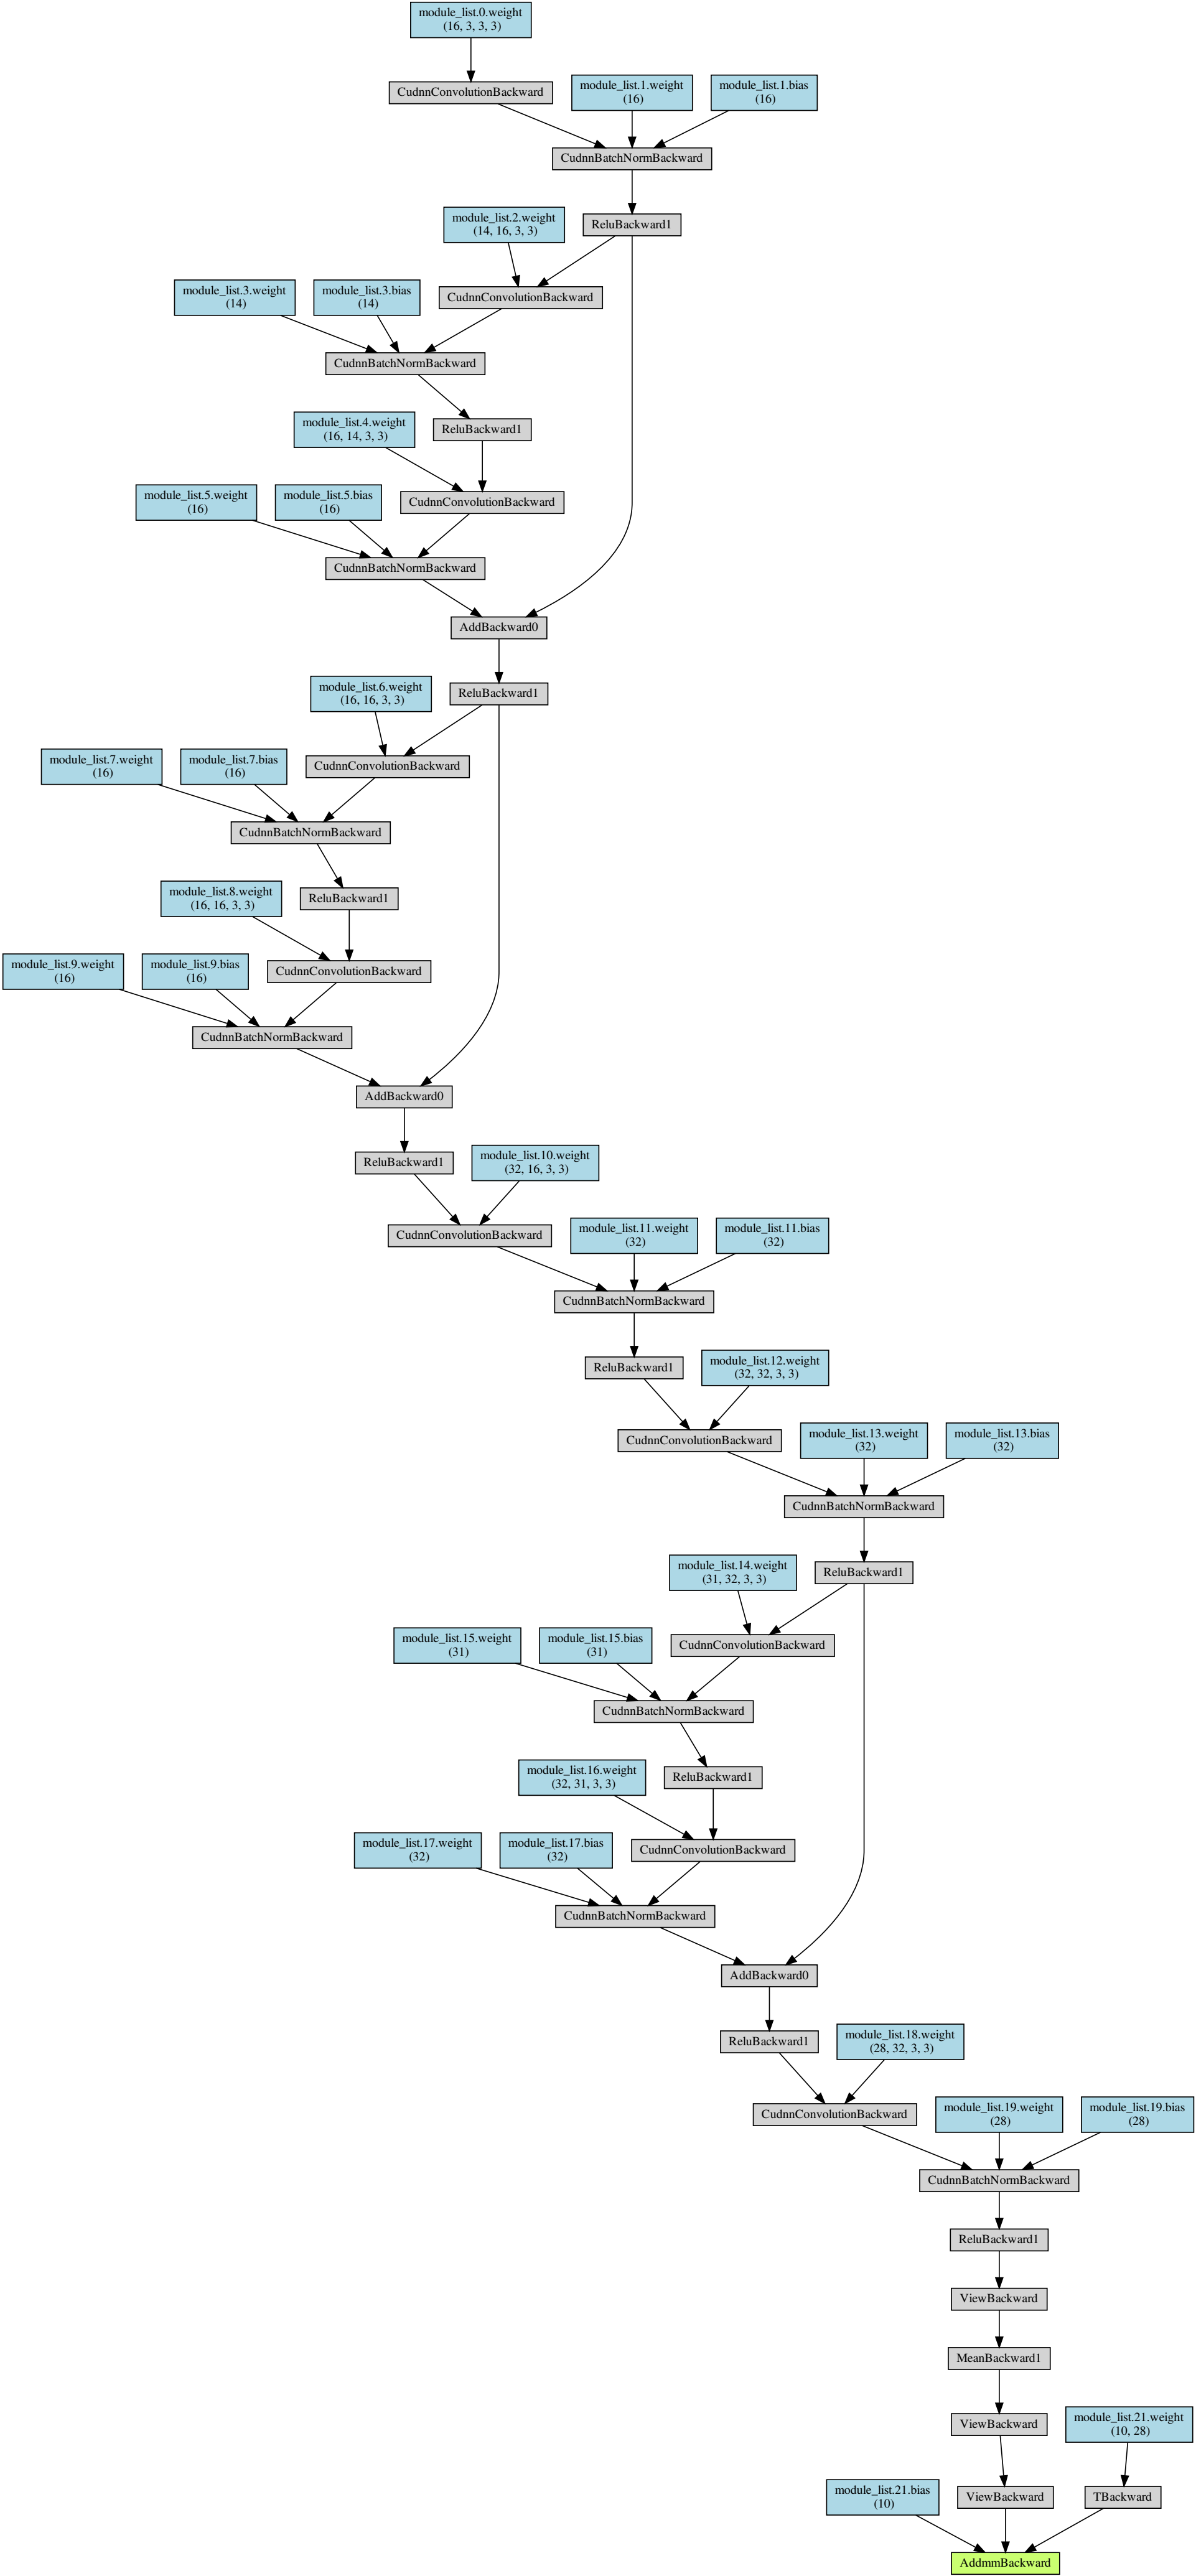 module_list.0.weight
(16, 3, 3, 3)
CudnnConvolutionBackward
module_list.1.weight
(16)
module_list.1.bias
(16)
CudnnBatchNormBackward
module_list.2.weight
(14, 16, 3, 3)
ReluBackward1
module_list.3.weight
(14)
module_list.3.bias
(14)
CudnnConvolutionBackward
CudnnBatchNormBackward
module_list.4.weight
(16, 14, 3, 3)
ReluBackward1
module_list.5.weight
(16)
module_list.5.bias
(16)
CudnnConvolutionBackward
CudnnBatchNormBackward
AddBackward0
module_list.6.weight
(16, 16, 3, 3)
ReluBackward1
module_list.7.weight
(16)
module_list.7.bias
(16)
CudnnConvolutionBackward
CudnnBatchNormBackward
module_list.8.weight
(16, 16, 3, 3)
ReluBackward1
module_list.9.weight
(16)
module_list.9.bias
(16)
CudnnConvolutionBackward
CudnnBatchNormBackward
AddBackward0
ReluBackward1
module_list.10.weight
(32, 16, 3, 3)
CudnnConvolutionBackward
module_list.11.weight
(32)
module_list.11.bias
(32)
CudnnBatchNormBackward
ReluBackward1
module_list.12.weight
(32, 32, 3, 3)
CudnnConvolutionBackward
module_list.13.weight
(32)
module_list.13.bias
(32)
CudnnBatchNormBackward
module_list.14.weight
(31, 32, 3, 3)
ReluBackward1
module_list.15.weight
(31)
module_list.15.bias
(31)
CudnnConvolutionBackward
CudnnBatchNormBackward
module_list.16.weight
(32, 31, 3, 3)
ReluBackward1
module_list.17.weight
(32)
module_list.17.bias
(32)
CudnnConvolutionBackward
CudnnBatchNormBackward
AddBackward0
ReluBackward1
module_list.18.weight
(28, 32, 3, 3)
CudnnConvolutionBackward
module_list.19.weight
(28)
module_list.19.bias
(28)
CudnnBatchNormBackward
ReluBackward1
ViewBackward
MeanBackward1
ViewBackward
module_list.21.weight
(10, 28)
module_list.21.bias
(10)
ViewBackward
TBackward
AddmmBackward